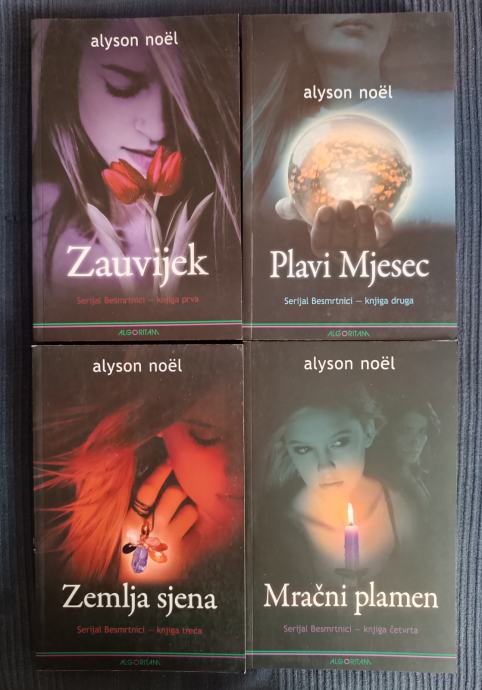 alyson noël
Zauvijek
Serijal Besmrtnici — knjiga prva
ALGORITAM
alyson noël
Plavi Mjesec
Serijal Besmrtnici — knjiga druga
ALGORITAM
alyson noël
Zemlja sjena
Serijal Besmrtnici — knjiga treća
ALGORITAM
alyson noël
Mračni plamen
Serijal Besmrtnici — knjiga četvrta
ALGORITAM